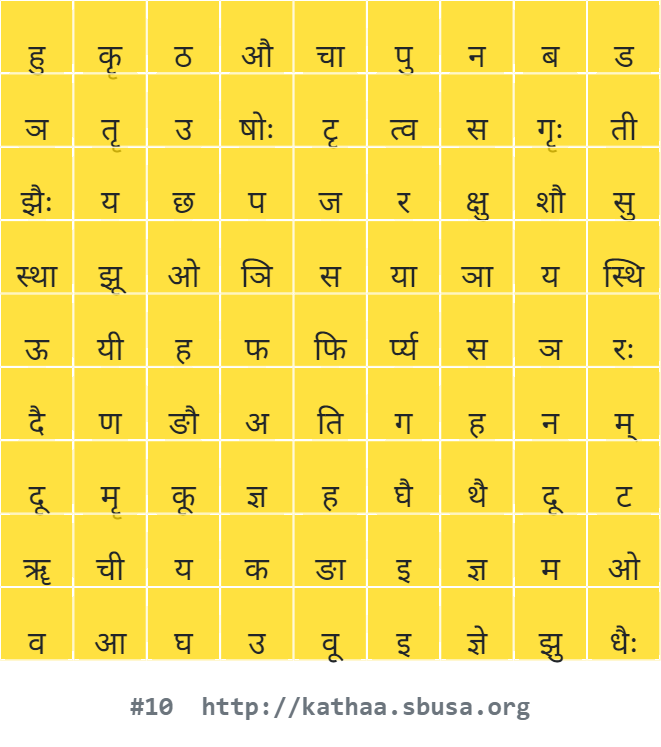 हु कृ ठ औ चा पु न ब ड
ञ तृ उ षोः टृ त्व स गृः ती
झैः य छ प ज र क्षु शौ सु
स्था झू ओ ञि स या ञा य स्थि
ऊ यी ह फ फि र्प्य स ञ रः
दै ण ङौ अ ति ग ह न म्
दू मृ कू ज्ञ ह घै थै दू ट
ॠ ची य क ङा इ ज्ञ म ओ
व आ घ उ वू इ ज्ञे झु धैः
#10 http://kathaa.sbusa.org